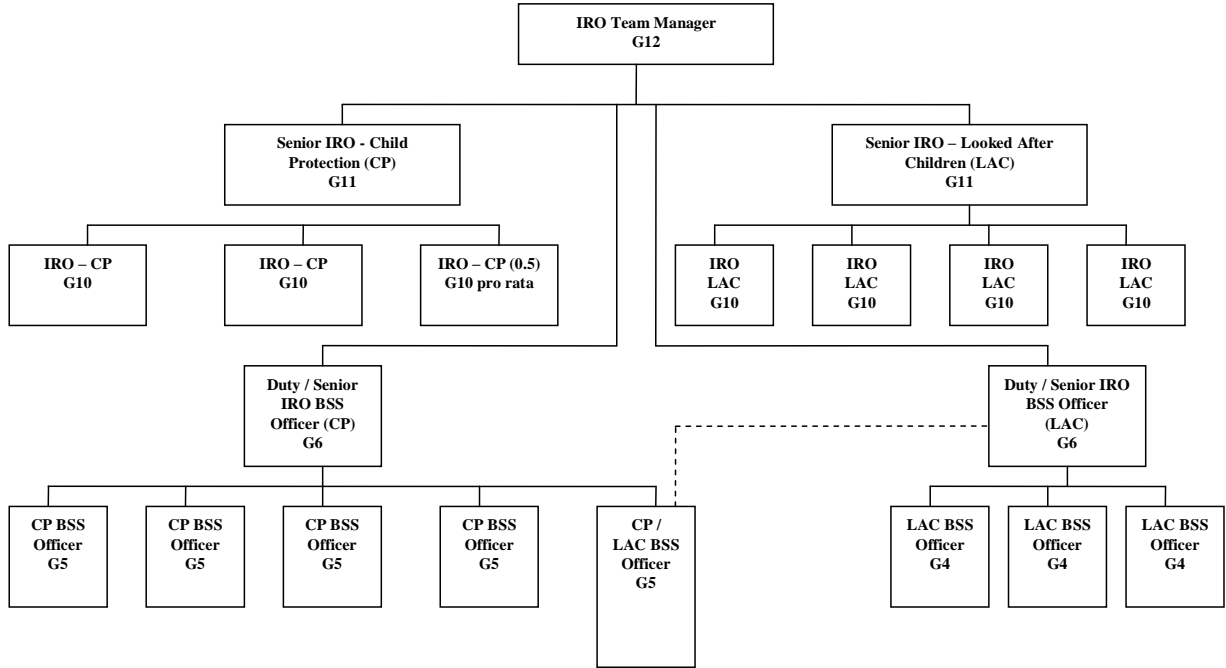 IRO Team Manager
G12
Senior IRO - Child
Protection (CP)
G11
Senior IRO – Looked After
Children (LAC)
G11
IRO – CP
G10
IRO – CP
G10
IRO – CP (0.5)
G10 pro rata
IRO
LAC
G10
IRO
LAC
G10
IRO
LAC
G10
IRO
LAC
G10
Duty / Senior
IRO BSS
Officer (CP)
G6
Duty / Senior IRO
BSS Officer
(LAC)
G6
CP BSS
Officer
G5
CP BSS
Officer
G5
CP BSS
Officer
G5
CP BSS
Officer
G5
CP /
LAC BSS
Officer
G5
LAC BSS
Officer
G4
LAC BSS
Officer
G4
LAC BSS
Officer
G4